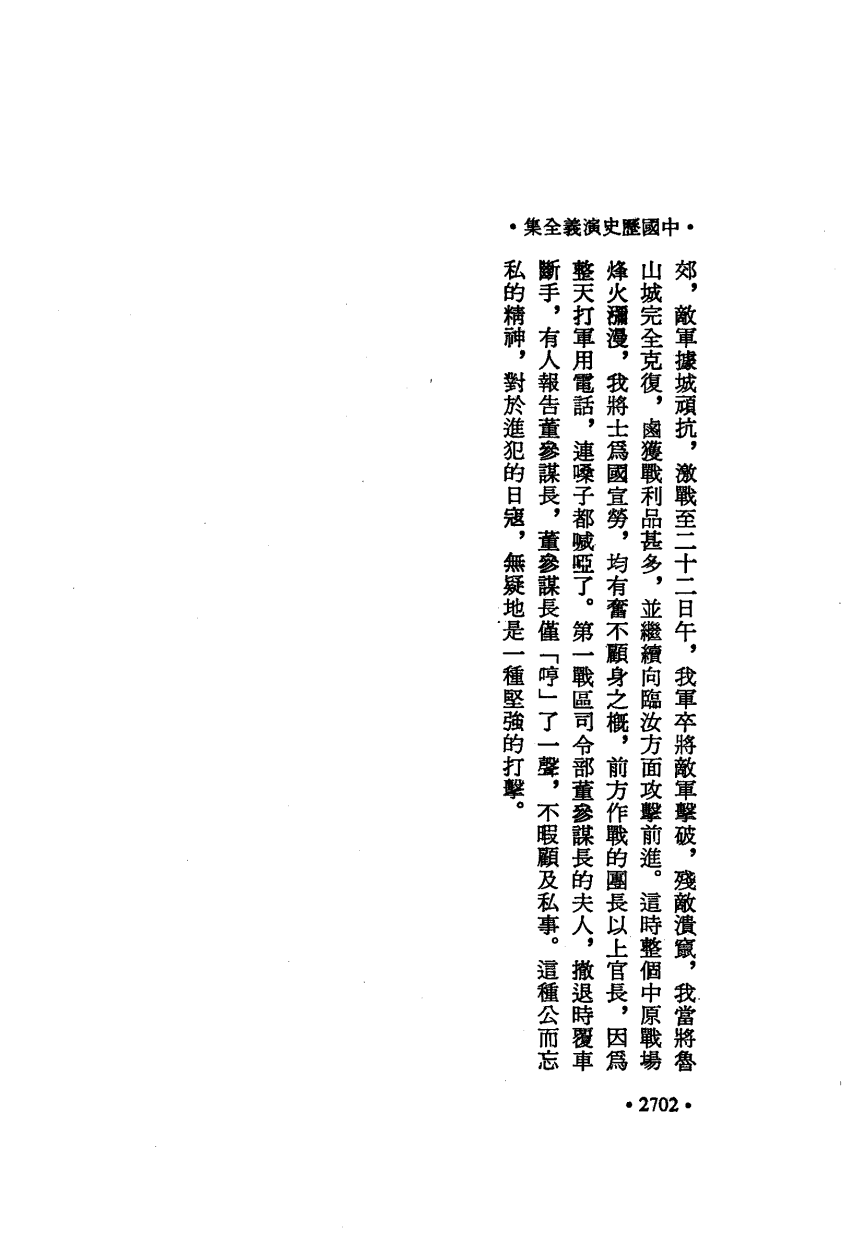 •中國歷史演義全集•
郊，敵軍據城頑抗，激戰至二十二日午，我軍卒將敵軍擊破，殘敵潰竄，我當將魯
山城完全克復，鹵獲戰利品甚多，並繼續向臨汝方面攻擊前進。這時整個中原戰場
烽火瀰漫，我將士爲國宣勞，均有奮不顧身之概，前方作戰的團長以上官長，因爲
整天打軍用電話，連嗓子都喊啞了。第一戰區司令部董參謀長的夫人，撤退時覆車
斷手，有人報告董參謀長，董參謀長僅「哼」了一聲，不暇顧及私事。這種公而忘
私的精神，對於進犯的日寇，無疑地是一種堅強的打擊。
•2702•